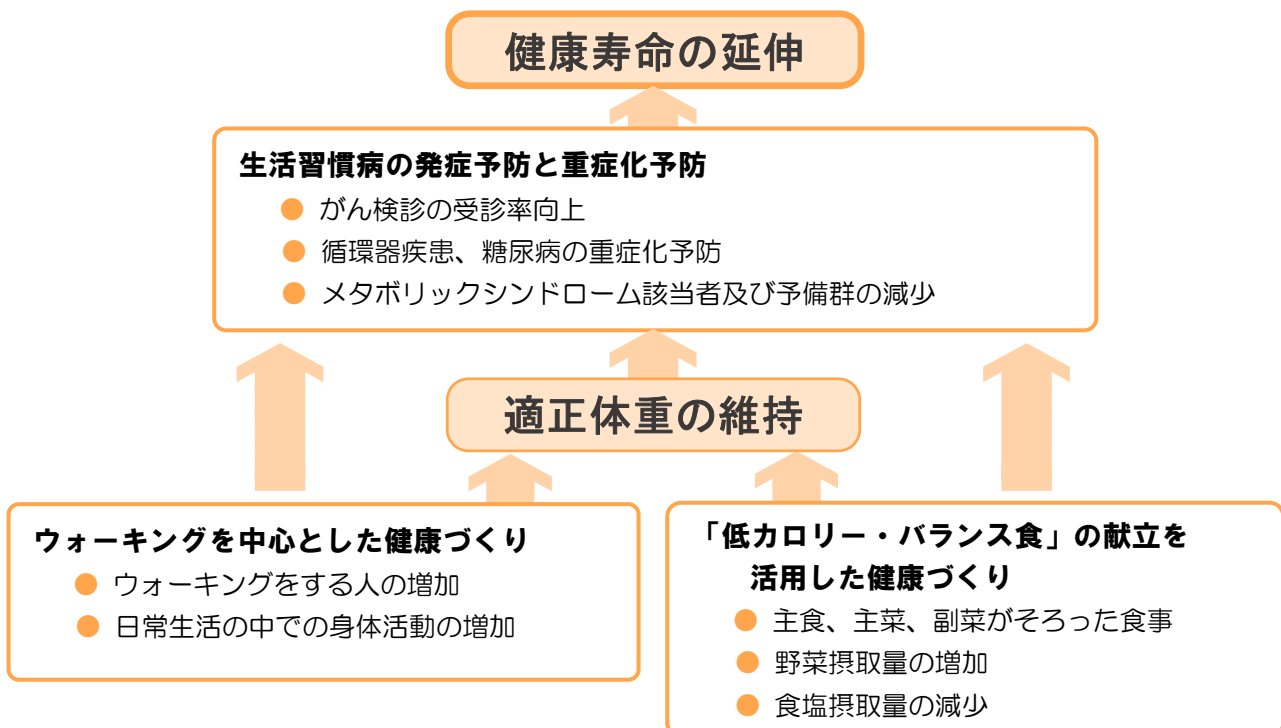 健康寿命の延伸
生活習慣病の発症予防と重症化予防
● がん検診の受診率向上
● 循環器疾患、糖尿病の重症化予防
● メタボリックシンドローム該当者及び予備群の減少
適正体重の維持
ウォーキングを中心とした健康づくり
● ウォーキングをする人の増加
● 日常生活の中での身体活動の増加
「低カロリー・バランス食」の献立を
活用した健康づくり
● 主食、主菜、副菜がそろった食事
● 野菜摂取量の増加
● 食塩摂取量の減少